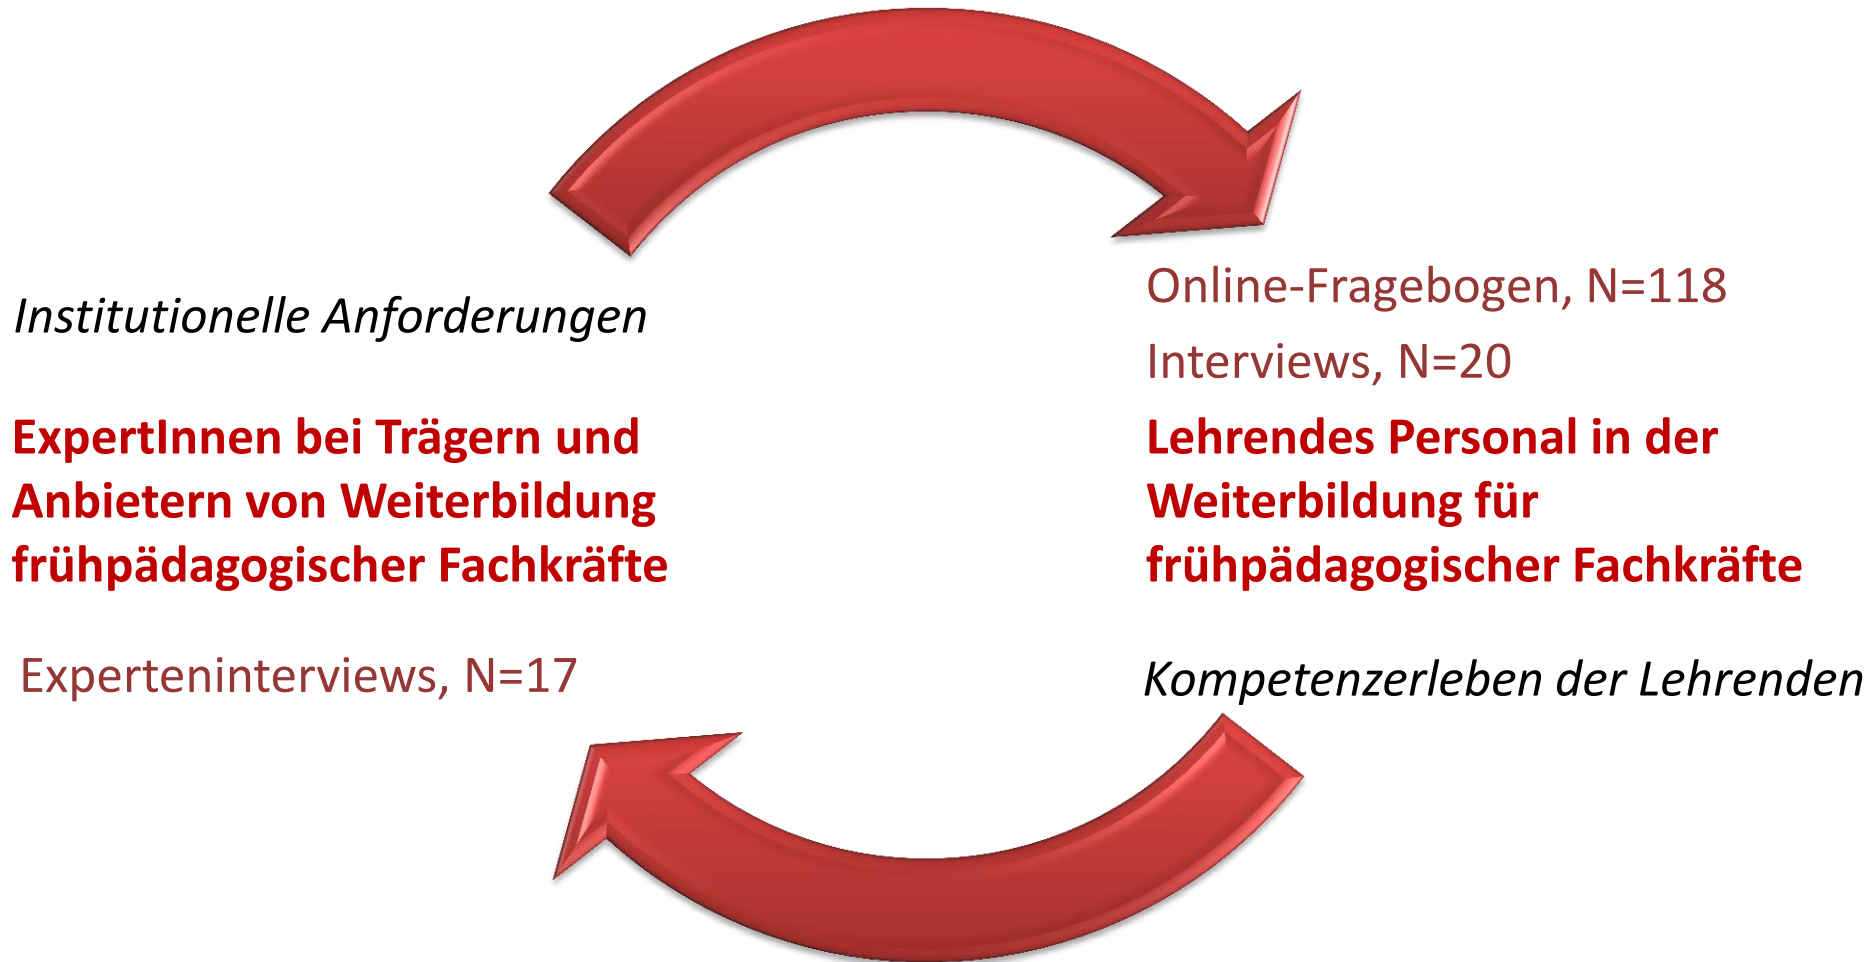 Institutionelle Anforderungen
ExpertInnen bei Trägern und
Anbietern von Weiterbildung
frühpädagogischer Fachkräfte
Experteninterviews, N=17
Online-Fragebogen, N=118
Interviews, N=20
Lehrendes Personal in der
Weiterbildung für
frühpädagogischer Fachkräfte
Kompetenzerleben der Lehrenden